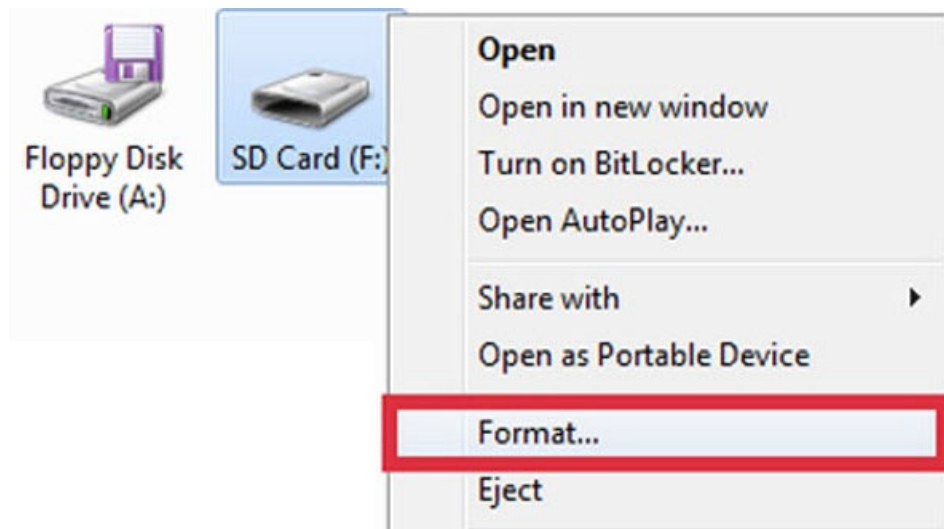 Floppy Disk
Drive (A:)
SD Card (F:)
Open
Open in new window
Turn on BitLocker...
Open AutoPlay...
Share with
Open as Portable Device
Format...
Eject